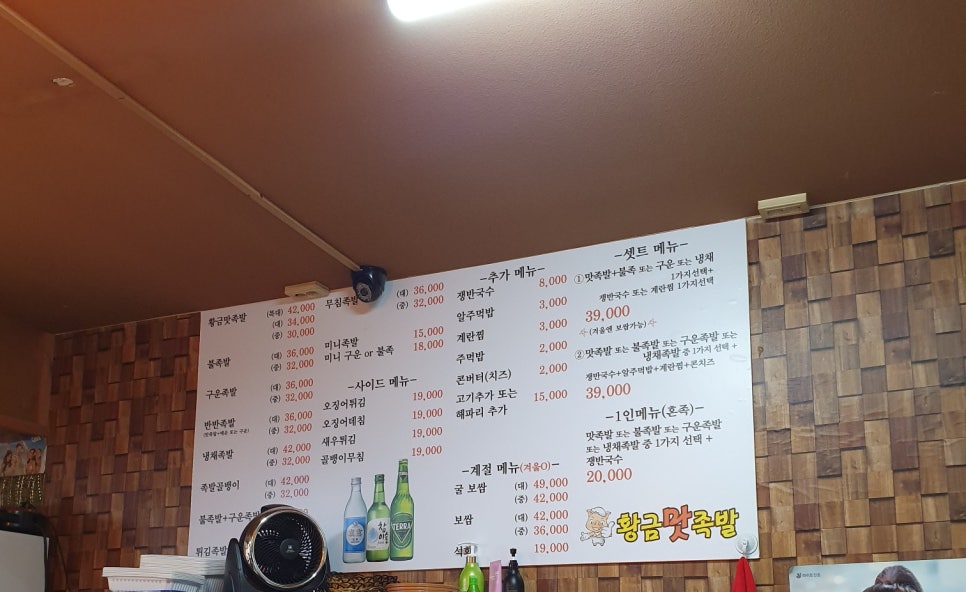 황금맛족발 (특대) 42,000
(대) 34,000
(중) 30,000
불족발 (대) 36,000
(중) 32,000
구운족발 (대) 36,000
(중) 32,000
반반족발 (대) 36,000
(중) 32,000
냉채족발 (대) 42,000
(중) 32,000
족발골뱅이 (대) 42,000
(중) 32,000
불족발+구운족발
튀김족발
무침족발 (대) 36,000
(중) 32,000
미니족발 15,000
미니 구운 or 불족 18,000
-사이드 메뉴-
오징어튀김 19,000
오징어데침 19,000
새우튀김 19,000
골뱅이무침 19,000
참이슬
TERRA
-추가 메뉴-
쟁반국수 8,000
알주먹밥 3,000
계란찜 3,000
주먹밥 2,000
콘버터(치즈) 2,000
고기추가 또는 15,000
해파리 추가
-계절 메뉴(겨울O)-
굴 보쌈 (대) 49,000
(중) 42,000
보쌈 (대) 42,000
(중) 36,000
석화 19,000
-셋트 메뉴-
①맛족발+불족 또는 구운 또는 냉채
1가지선택+
쟁반국수 또는 계란찜 1가지선택
39,000
(겨울엔 보쌈가능)
②맛족발 또는 불족발 또는 구운족발 또는
냉채족발 중 1가지 선택 +
쟁반국수+알주먹밥+계란찜+콘치즈
39,000
-1인메뉴(혼족)-
맛족발 또는 불족발 또는 구운족발
또는 냉채족발 중 1가지 선택 +
쟁반국수
20,000
황금맛족발